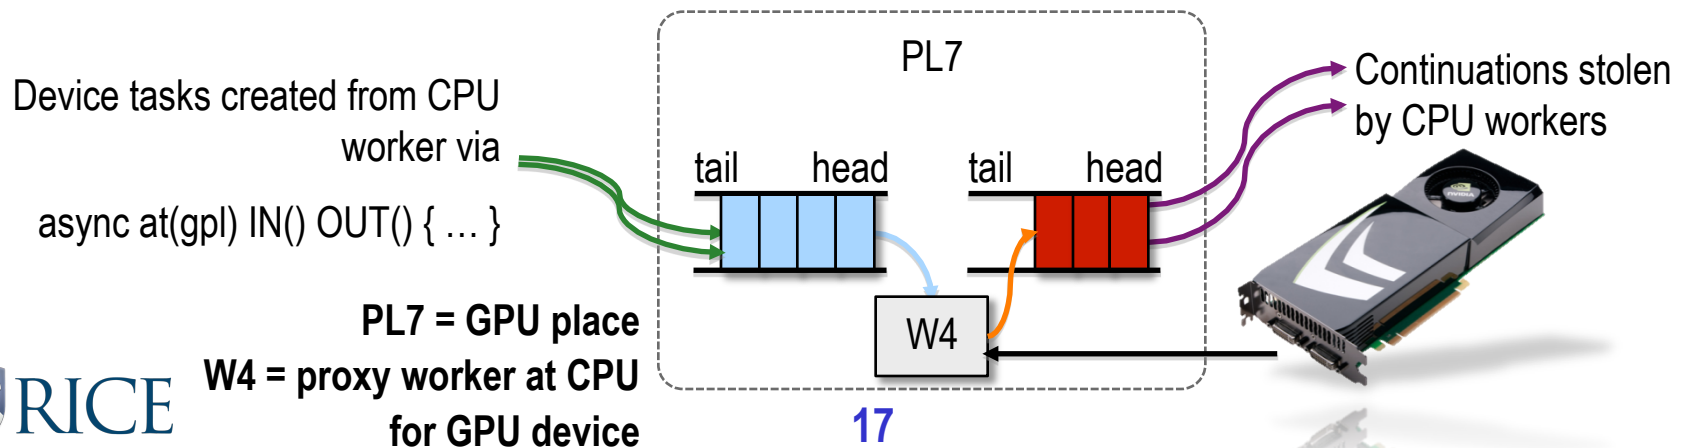 PL7
Device tasks created from CPU
worker via
async at(gpl) IN() OUT() { … }
tail head
tail head
Continuations stolen
by CPU workers
W4
PL7 = GPU place
W4 = proxy worker at CPU
for GPU device
RICE
17